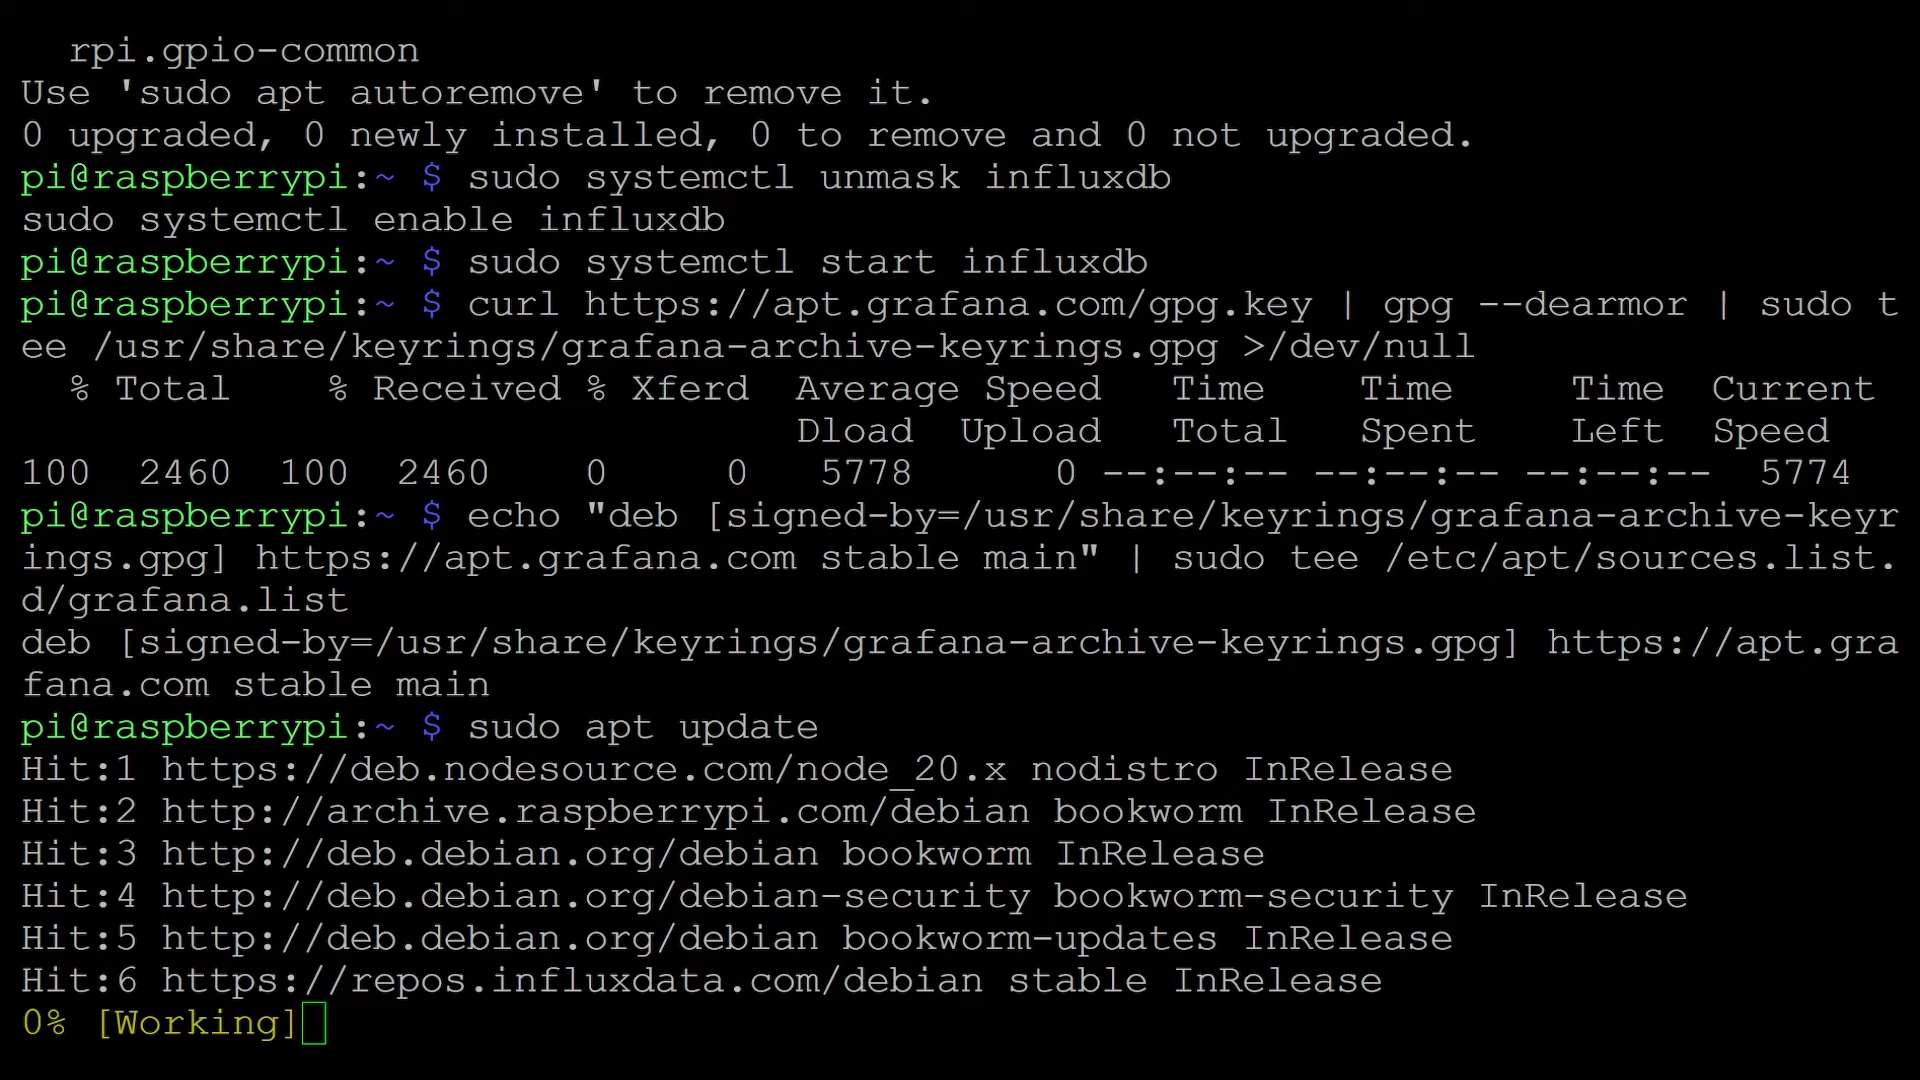 rpi.gpio-common
Use 'sudo apt autoremove' to remove it.
0 upgraded, 0 newly installed, 0 to remove and 0 not upgraded.
pi@raspberrypi:~ $ sudo systemctl unmask influxdb
sudo systemctl enable influxdb
pi@raspberrypi:~ $ sudo systemctl start influxdb
pi@raspberrypi:~ $ curl https://apt.grafana.com/gpg.key | gpg --dearmor | sudo t
ee /usr/share/keyrings/grafana-archive-keyrings.gpg >/dev/null
  % Total    % Received % Xferd  Average Speed   Time    Time     Time  Current
                                 Dload  Upload   Total   Spent    Left  Speed
100  2460  100  2460    0     0   5778      0 --:--:-- --:--:-- --:--:--  5774
pi@raspberrypi:~ $ echo "deb [signed-by=/usr/share/keyrings/grafana-archive-keyr
ings.gpg] https://apt.grafana.com stable main" | sudo tee /etc/apt/sources.list.
d/grafana.list
deb [signed-by=/usr/share/keyrings/grafana-archive-keyrings.gpg] https://apt.gra
fana.com stable main
pi@raspberrypi:~ $ sudo apt update
Hit:1 https://deb.nodesource.com/node_20.x nodistro InRelease
Hit:2 http://archive.raspberrypi.com/debian bookworm InRelease
Hit:3 http://deb.debian.org/debian bookworm InRelease
Hit:4 http://deb.debian.org/debian-security bookworm-security InRelease
Hit:5 http://deb.debian.org/debian bookworm-updates InRelease
Hit:6 https://repos.influxdata.com/debian stable InRelease
0% [Working]